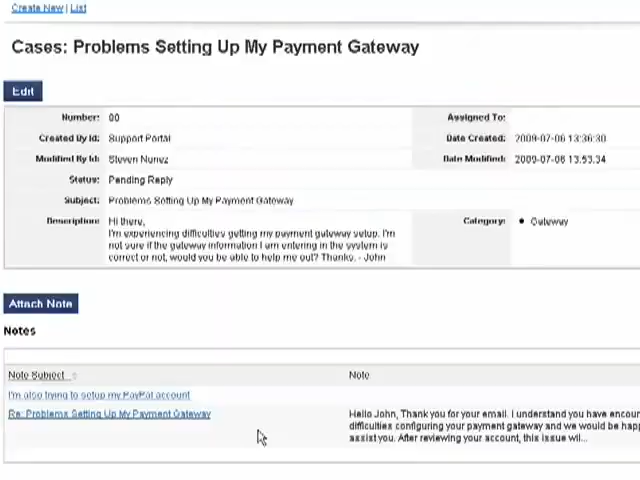 Create New | List
Cases: Problems Setting Up My Payment Gateway
Edit
Number: 00
Assigned To:
Created By Id: Support Portal
Date Created: 2009-07-06 13:36:30
Modified By Id: Steven Nunez
Date Modified: 2009-07-06 13:53:34
Status: Pending Reply
Subject: Problems Setting Up My Payment Gateway
Description: Hi there,
Category: • Gateway
I'm experiencing difficulties getting my payment gateway setup. I'm
not sure if the gateway information I am entering in the system is
correct or not, would you be able to help me out? Thanks, - John
Attach Note
Notes
Note Subject
Note
I'm also trying to setup my PayPal account
Re: Problems Setting Up My Payment Gateway
Hello John, Thank you for your email. I understand you have encour
difficulties configuring your payment gateway and we would be happ
assist you. After reviewing your account, this issue wil...